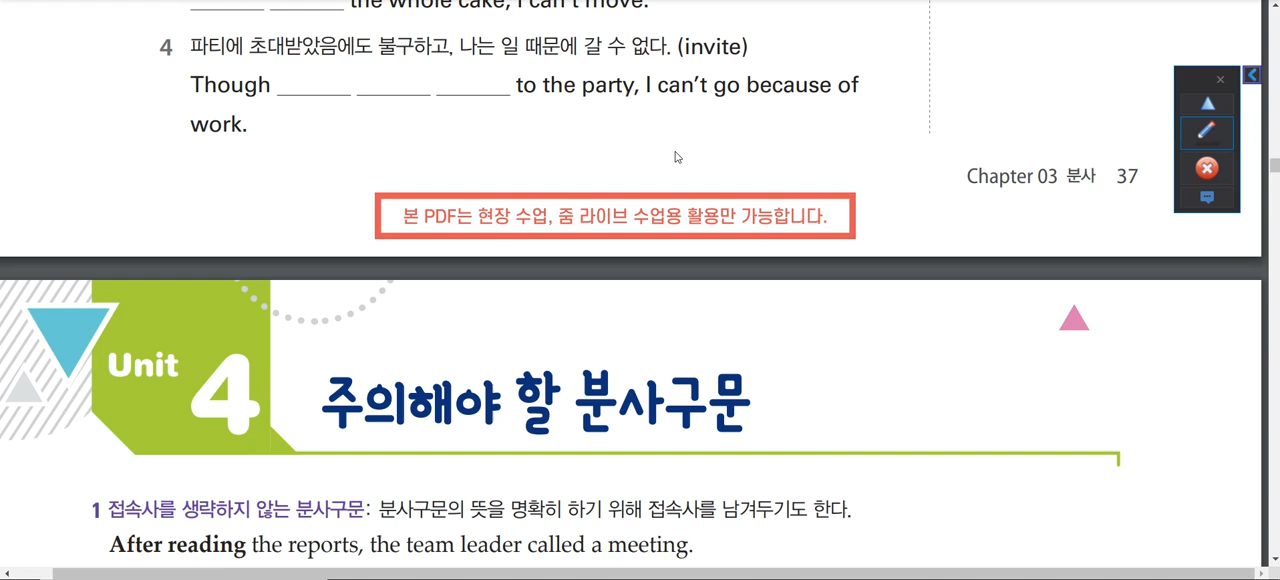 the whole cake, I can't move.
4 파티에 초대받았음에도 불구하고, 나는 일 때문에 갈 수 없다. (invite)
Though ______ ______ ______ to the party, I can't go because of
work.
Chapter 03 분사 37
본 PDF는 현장 수업, 줌 라이브 수업용 활용만 가능합니다.
Unit 4 주의해야 할 분사구문
1 접속사를 생략하지 않는 분사구문: 분사구문의 뜻을 명확히 하기 위해 접속사를 남겨두기도 한다.
After reading the reports, the team leader called a meeting.